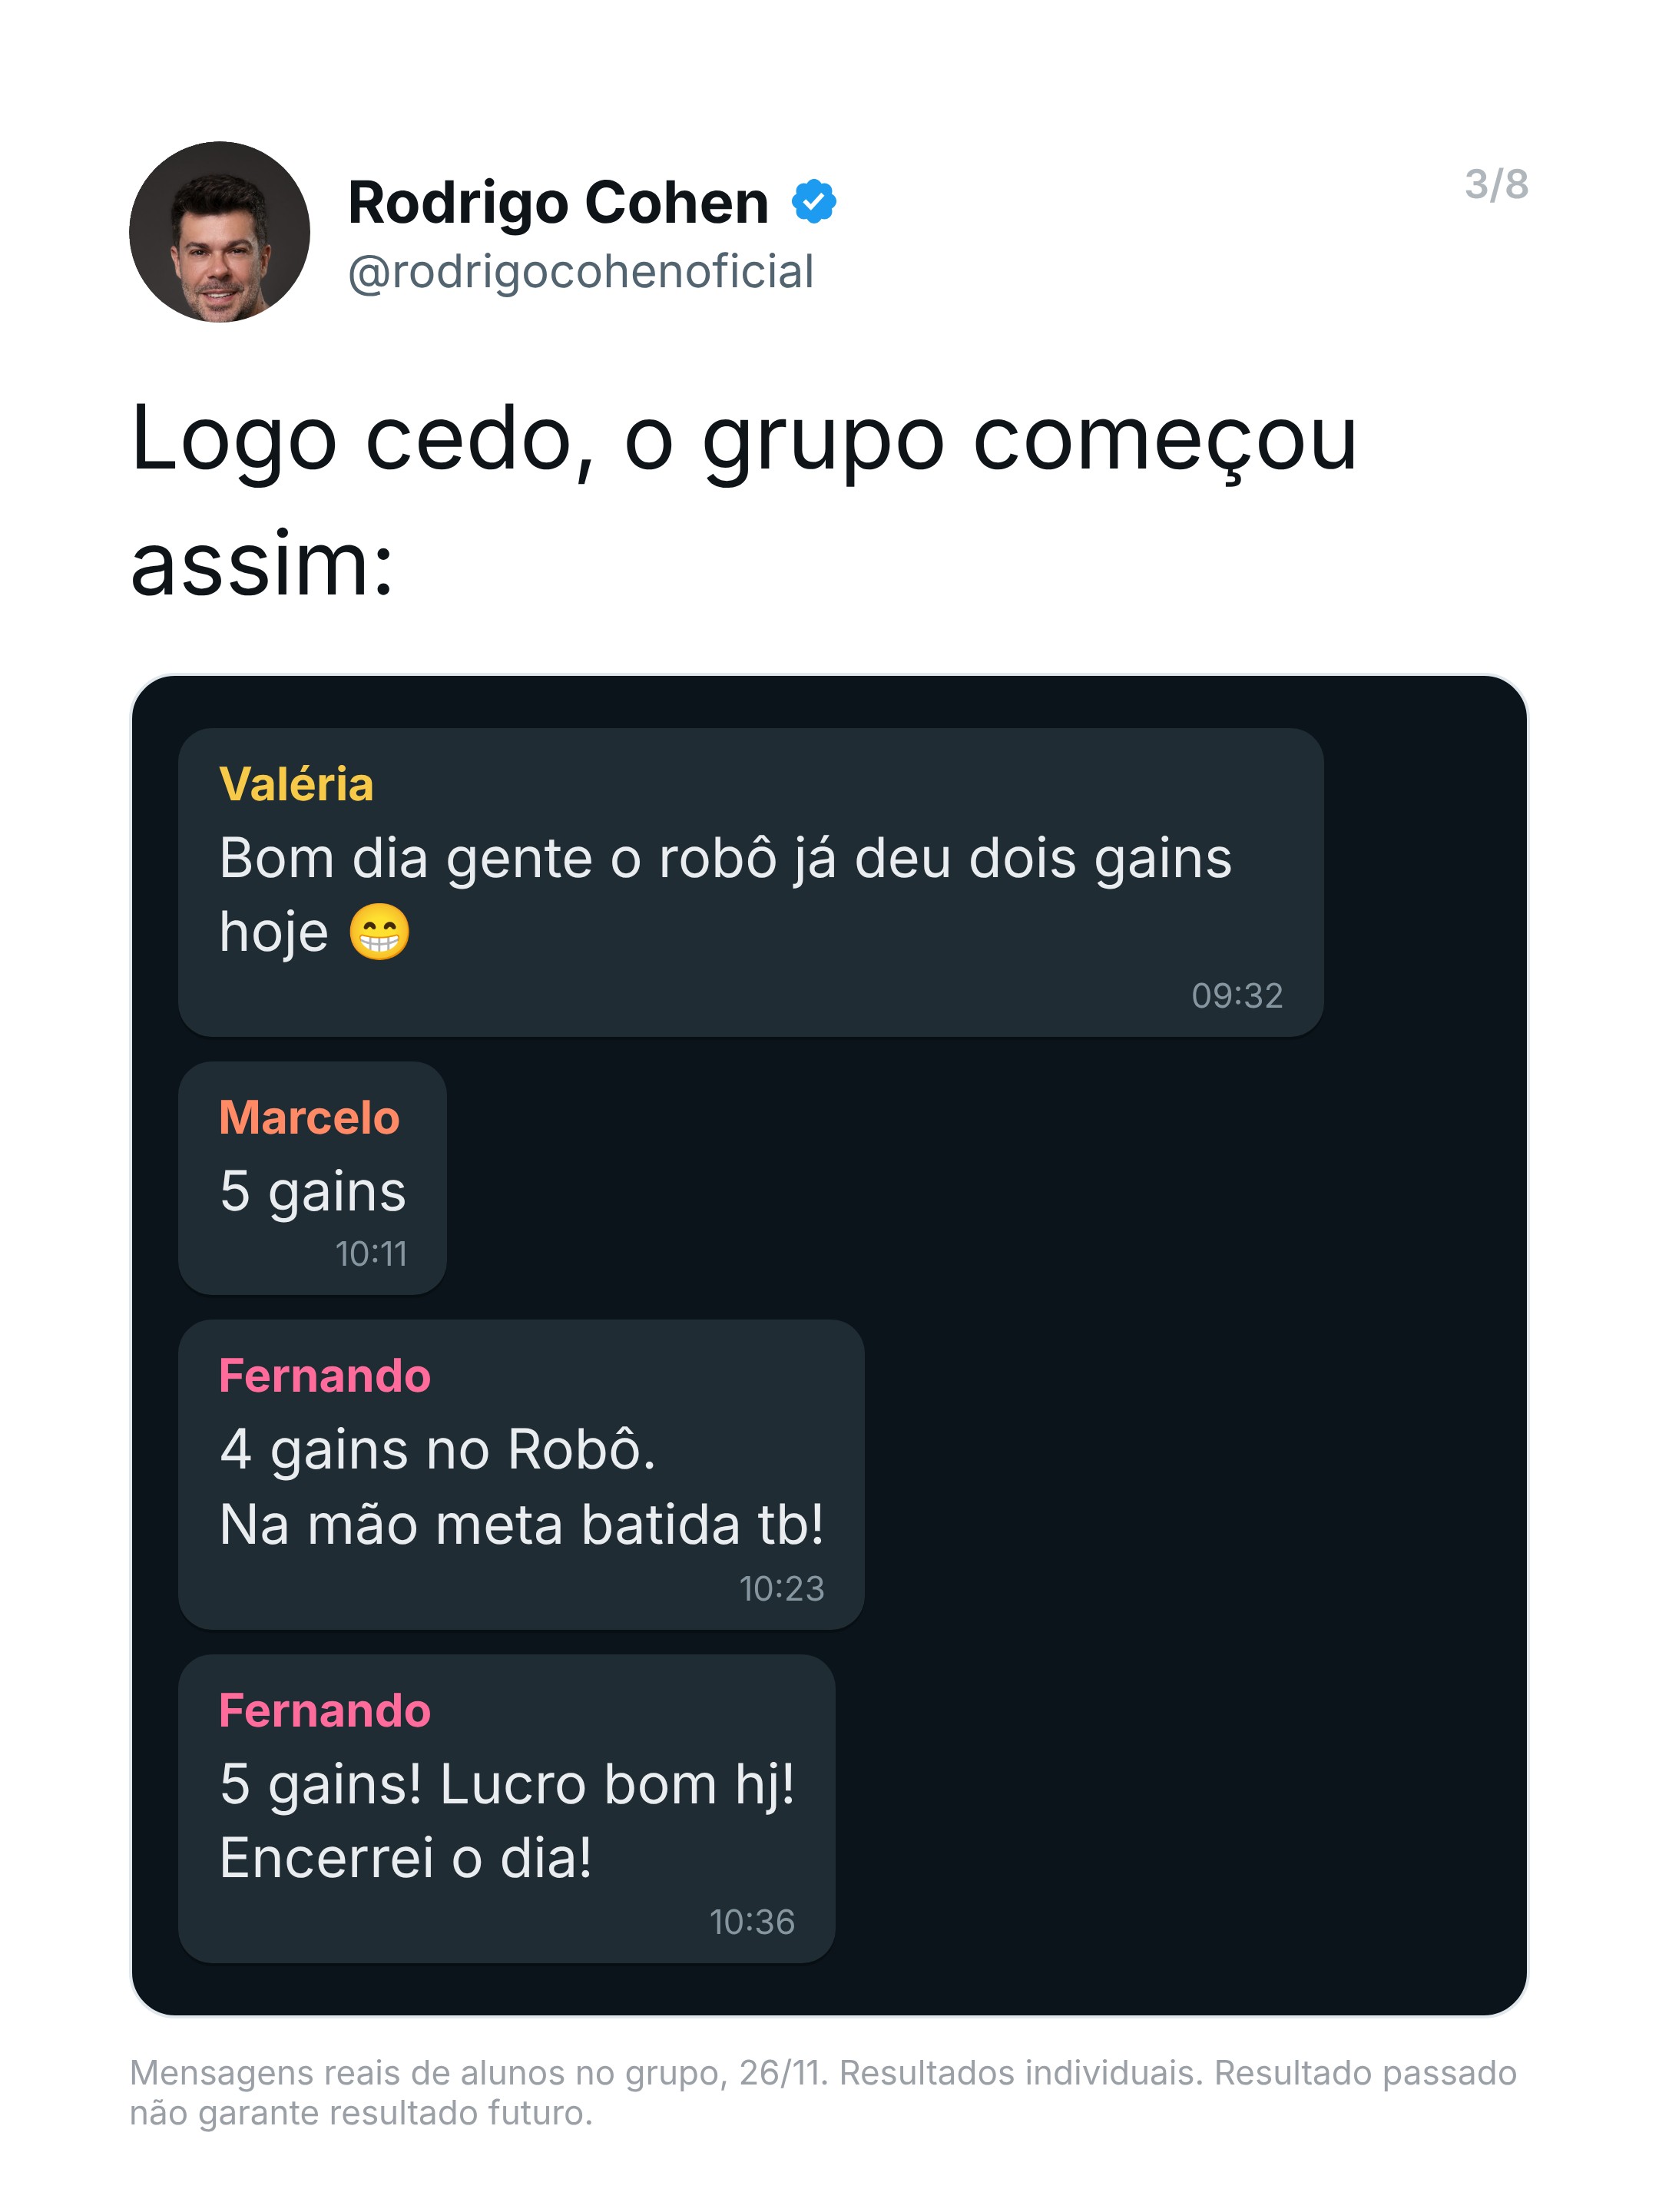 Rodrigo Cohen
@rodrigocohenoficial
3/8
Logo cedo, o grupo começou
assim:
Valéria
Bom dia gente o robô já deu dois gains
hoje 😁
09:32
Marcelo
5 gains
10:11
Fernando
4 gains no Robô.
Na mão meta batida tb!
10:23
Fernando
5 gains! Lucro bom hj!
Encerrei o dia!
10:36
Mensagens reais de alunos no grupo, 26/11. Resultados individuais. Resultado passado
não garante resultado futuro.